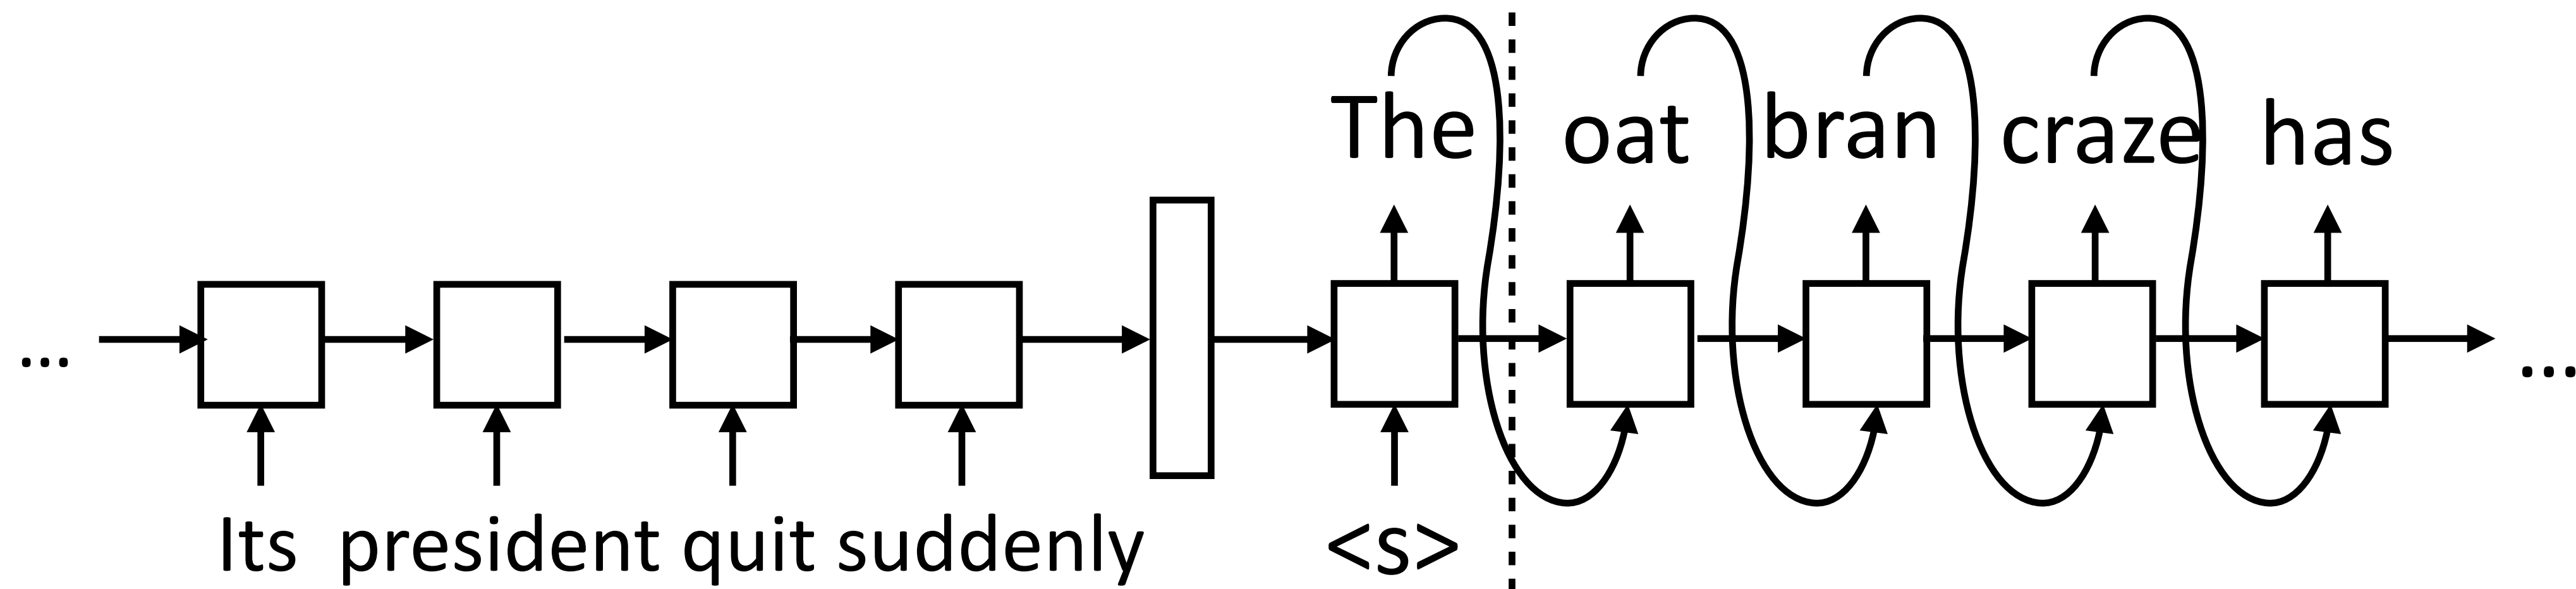 The oat bran craze has
... ...
Its president quit suddenly <s>